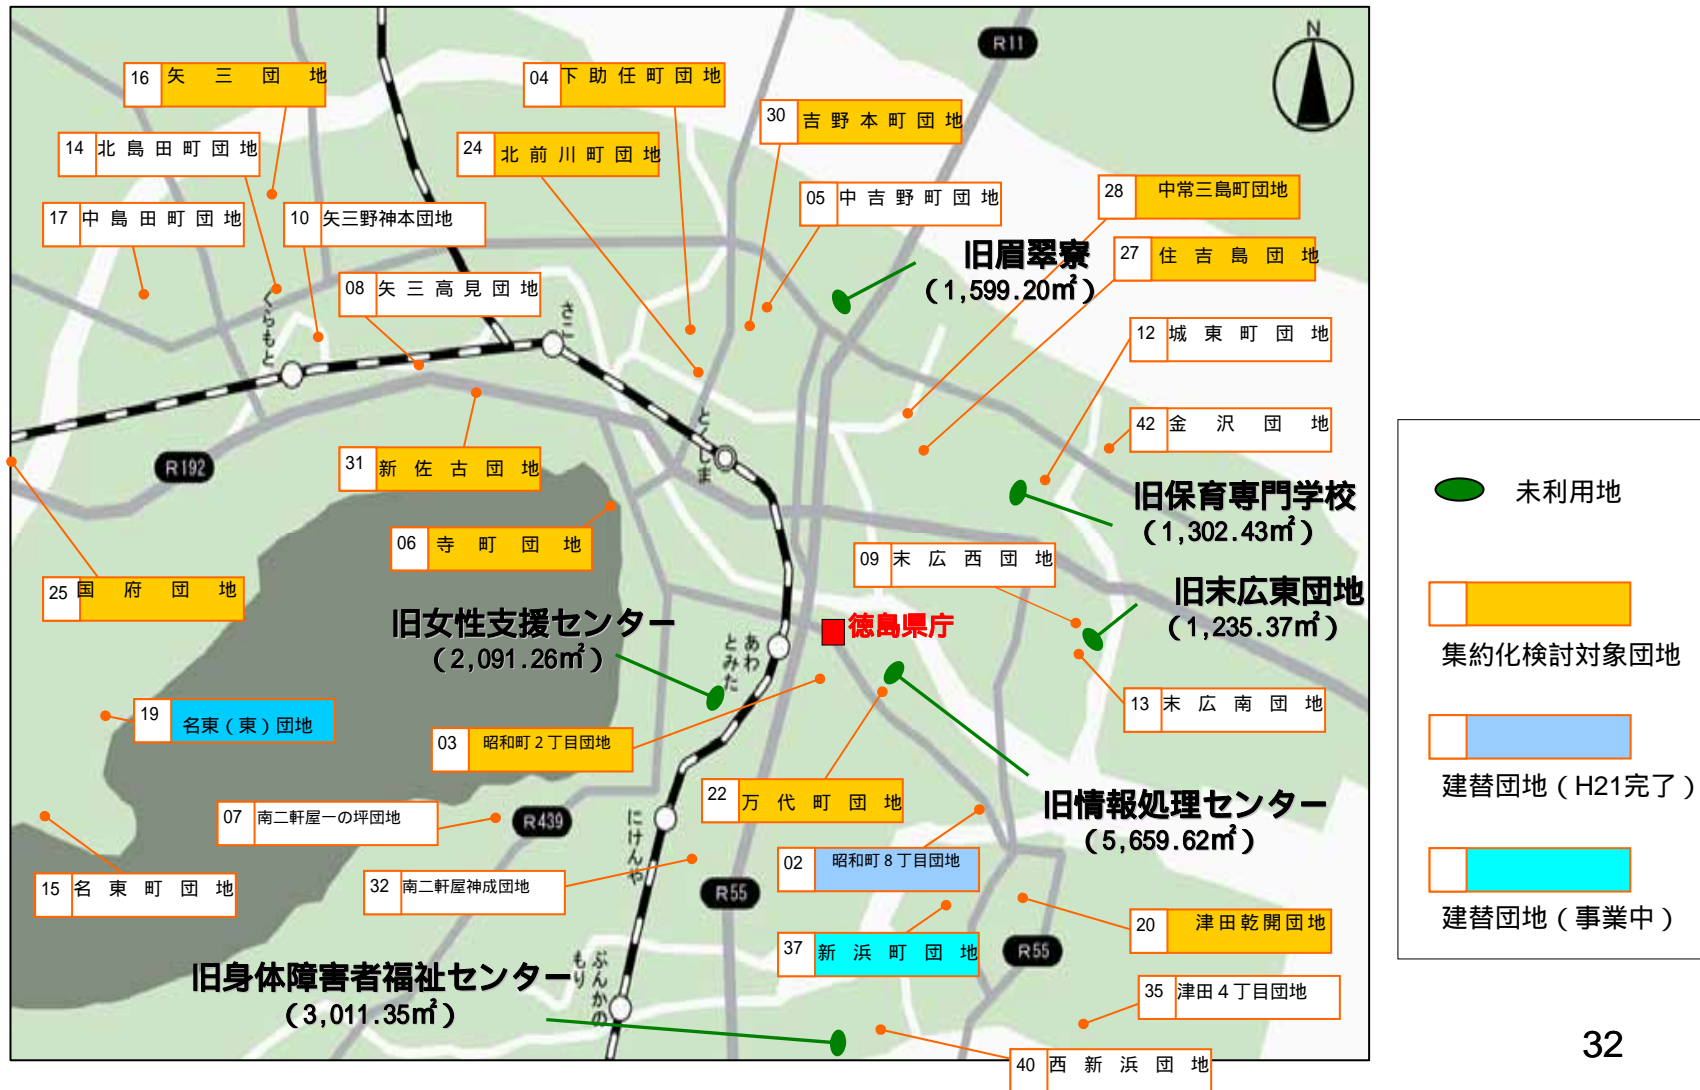 R11
N
16 矢三団地
04 下助任町団地
30 吉野本町団地
14 北島田町団地
24 北前川町団地
05 中吉野町団地
28 中常三島町団地
17 中島田町団地
10 矢三野神本団地
旧眉翠寮
（1,599.20㎡）
27 住吉島団地
08 矢三高見団地
くらもと
さこ
12 城東町団地
42 金沢団地
とくしま
R192
31 新佐古団地
旧保育専門学校
（1,302.43㎡）
06 寺町団地
09 末広西団地
25 国府団地
旧末広東団地
（1,235.37㎡）
旧女性支援センター
（2,091.26㎡）
徳島県庁
あわ
とみた
19 名東（東）団地
13 末広南団地
03 昭和町２丁目団地
22 万代町団地
旧情報処理センター
（5,659.62㎡）
07 南二軒屋一の坪団地
R439
にけんや
15 名東町団地
32 南二軒屋神成団地
R55
02 昭和町８丁目団地
20 津田乾開団地
37 新浜町団地
R55
旧身体障害者福祉センター
（3,011.35㎡）
ぶんかの
もり
35 津田４丁目団地
40 西新浜団地
未利用地
集約化検討対象団地
建替団地（H21完了）
建替団地（事業中）
32